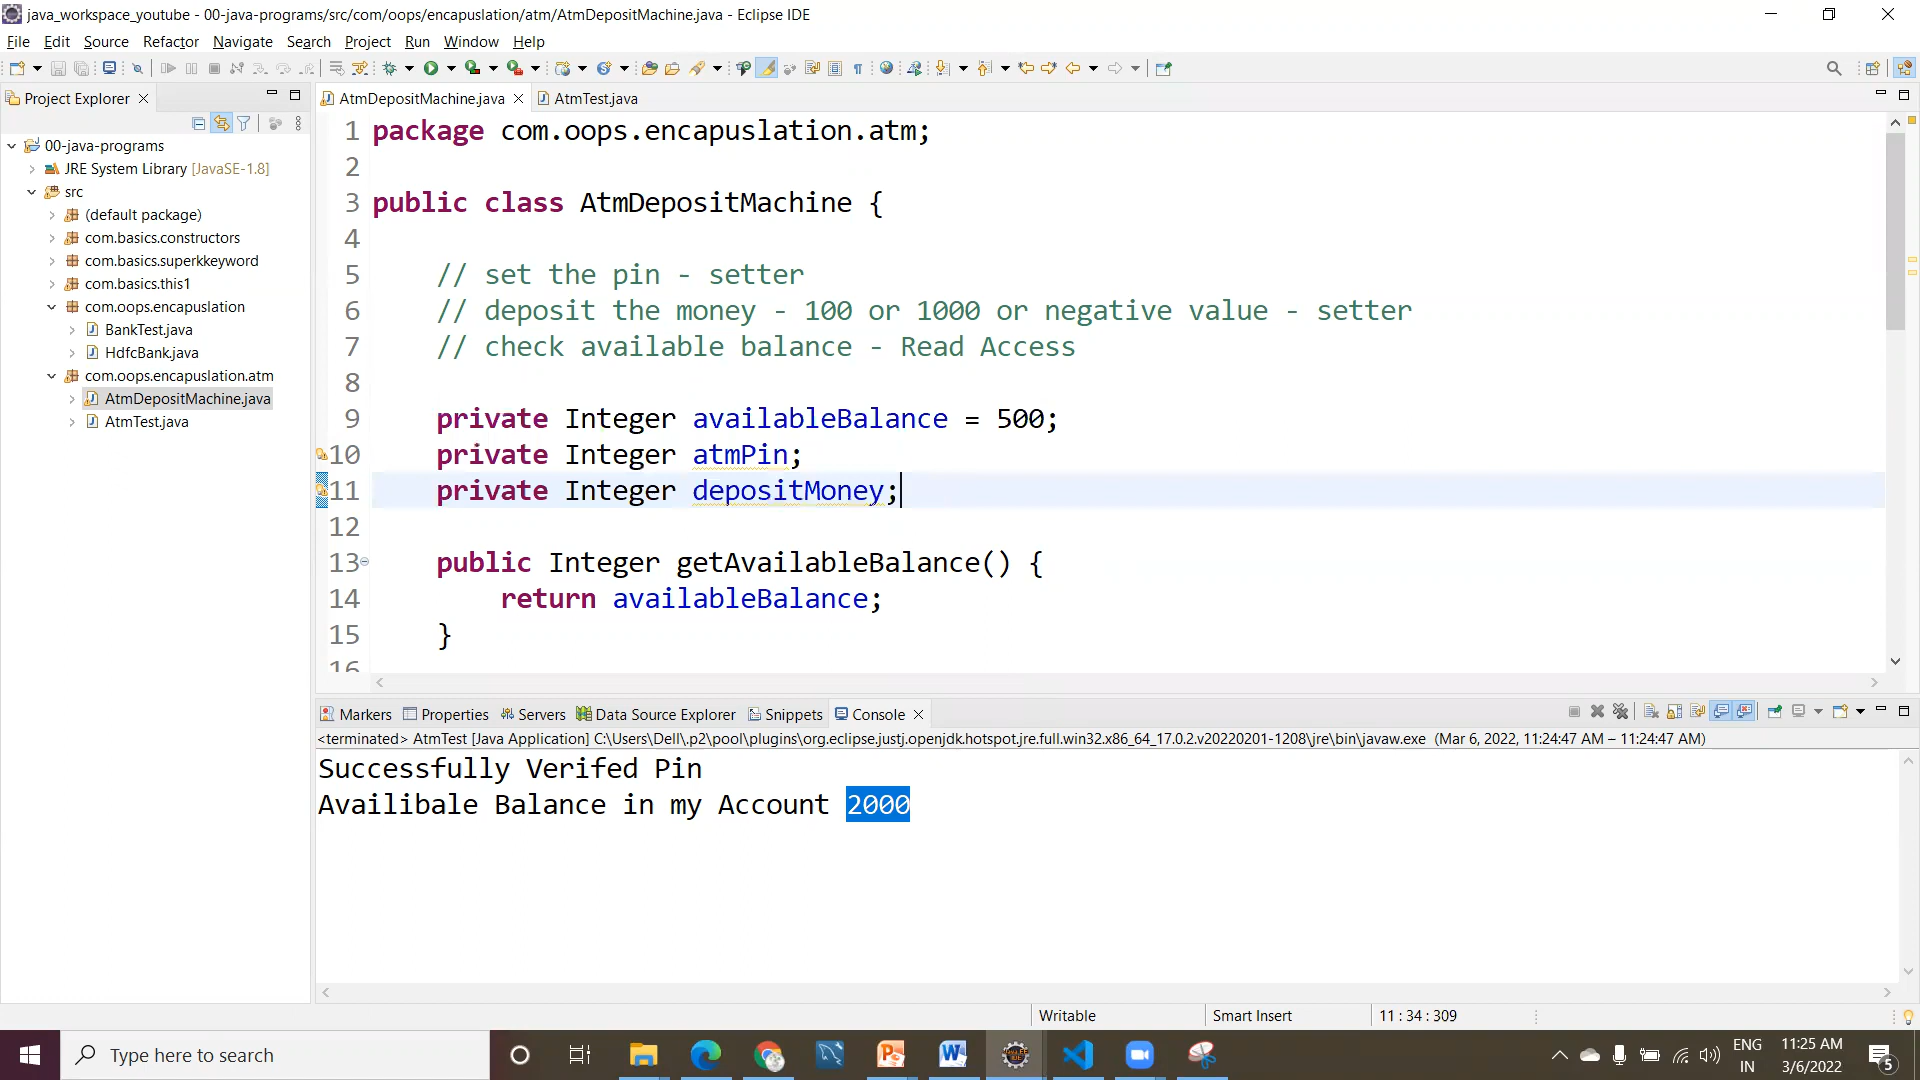 java_workspace_youtube - 00-java-programs/src/com/oops/encapuslation/atm/AtmDepositMachine.java - Eclipse IDE
File Edit Source Refactor Navigate Search Project Run Window Help
Project Explorer
AtmDepositMachine.java AtmTest.java
00-java-programs
JRE System Library [JavaSE-1.8]
src
(default package)
com.basics.constructors
com.basics.superkkeyword
com.basics.this1
com.oops.encapuslation
BankTest.java
HdfcBank.java
com.oops.encapuslation.atm
AtmDepositMachine.java
AtmTest.java
1 package com.oops.encapuslation.atm;
2
3 public class AtmDepositMachine {
4
5 // set the pin - setter
6 // deposit the money - 100 or 1000 or negative value - setter
7 // check available balance - Read Access
8
9 private Integer availableBalance = 500;
10 private Integer atmPin;
11 private Integer depositMoney;
12
13 public Integer getAvailableBalance() {
14 return availableBalance;
15 }
16
Markers Properties Servers Data Source Explorer Snippets Console
<terminated> AtmTest [Java Application] C:\Users\Dell\.p2\pool\plugins\org.eclipse.justj.openjdk.hotspot.jre.full.win32.x86_64_17.0.2.v20220201-1208\jre\bin\javaw.exe (Mar 6, 2022, 11:24:47 AM – 11:24:47 AM)
Successfully Verifed Pin
Availibale Balance in my Account 2000
Writable Smart Insert 11 : 34 : 309
Type here to search
ENG
IN
11:25 AM
3/6/2022
5